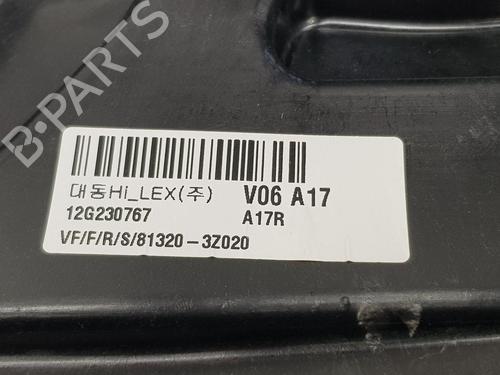 B-PARTS
대동Hi_LEX(주) V06 A17
12G230767 A17R
VF/F/R/S/81320-3Z020